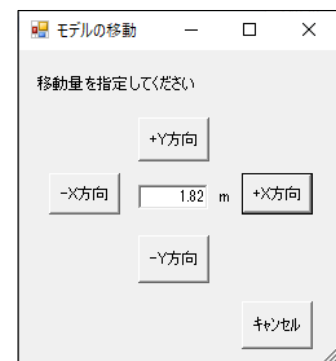 モデルの移動
移動量を指定してください
+Y方向
-X方向 1.82 m +X方向
-Y方向
ｷｬﾝｾﾙ